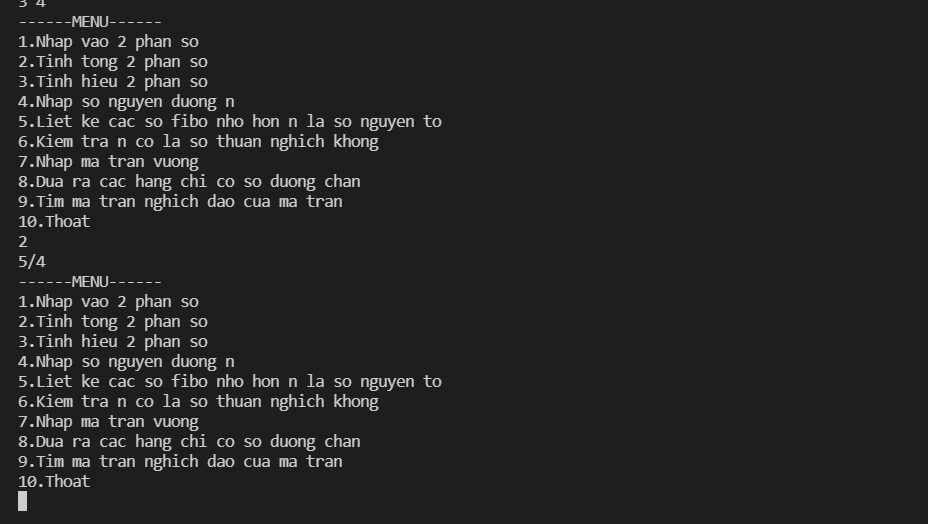 3 4
------MENU------
1.Nhap vao 2 phan so
2.Tinh tong 2 phan so
3.Tinh hieu 2 phan so
4.Nhap so nguyen duong n
5.Liet ke cac so fibo nho hon n la so nguyen to
6.Kiem tra n co la so thuan nghich khong
7.Nhap ma tran vuong
8.Dua ra cac hang chi co so duong chan
9.Tim ma tran nghich dao cua ma tran
10.Thoat
2
5/4
------MENU------
1.Nhap vao 2 phan so
2.Tinh tong 2 phan so
3.Tinh hieu 2 phan so
4.Nhap so nguyen duong n
5.Liet ke cac so fibo nho hon n la so nguyen to
6.Kiem tra n co la so thuan nghich khong
7.Nhap ma tran vuong
8.Dua ra cac hang chi co so duong chan
9.Tim ma tran nghich dao cua ma tran
10.Thoat